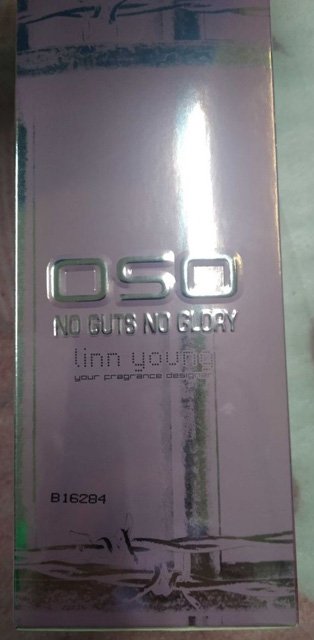 OSO
NO GUTS NO GLORY
linn young
your fragrance designer
B16284